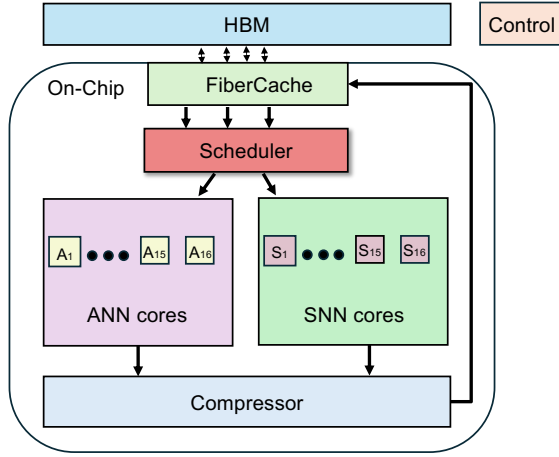 HBM
Control
On-Chip
FiberCache
Scheduler
A1 ●●● A15 A16
ANN cores
S1 ●●● S15 S16
SNN cores
Compressor